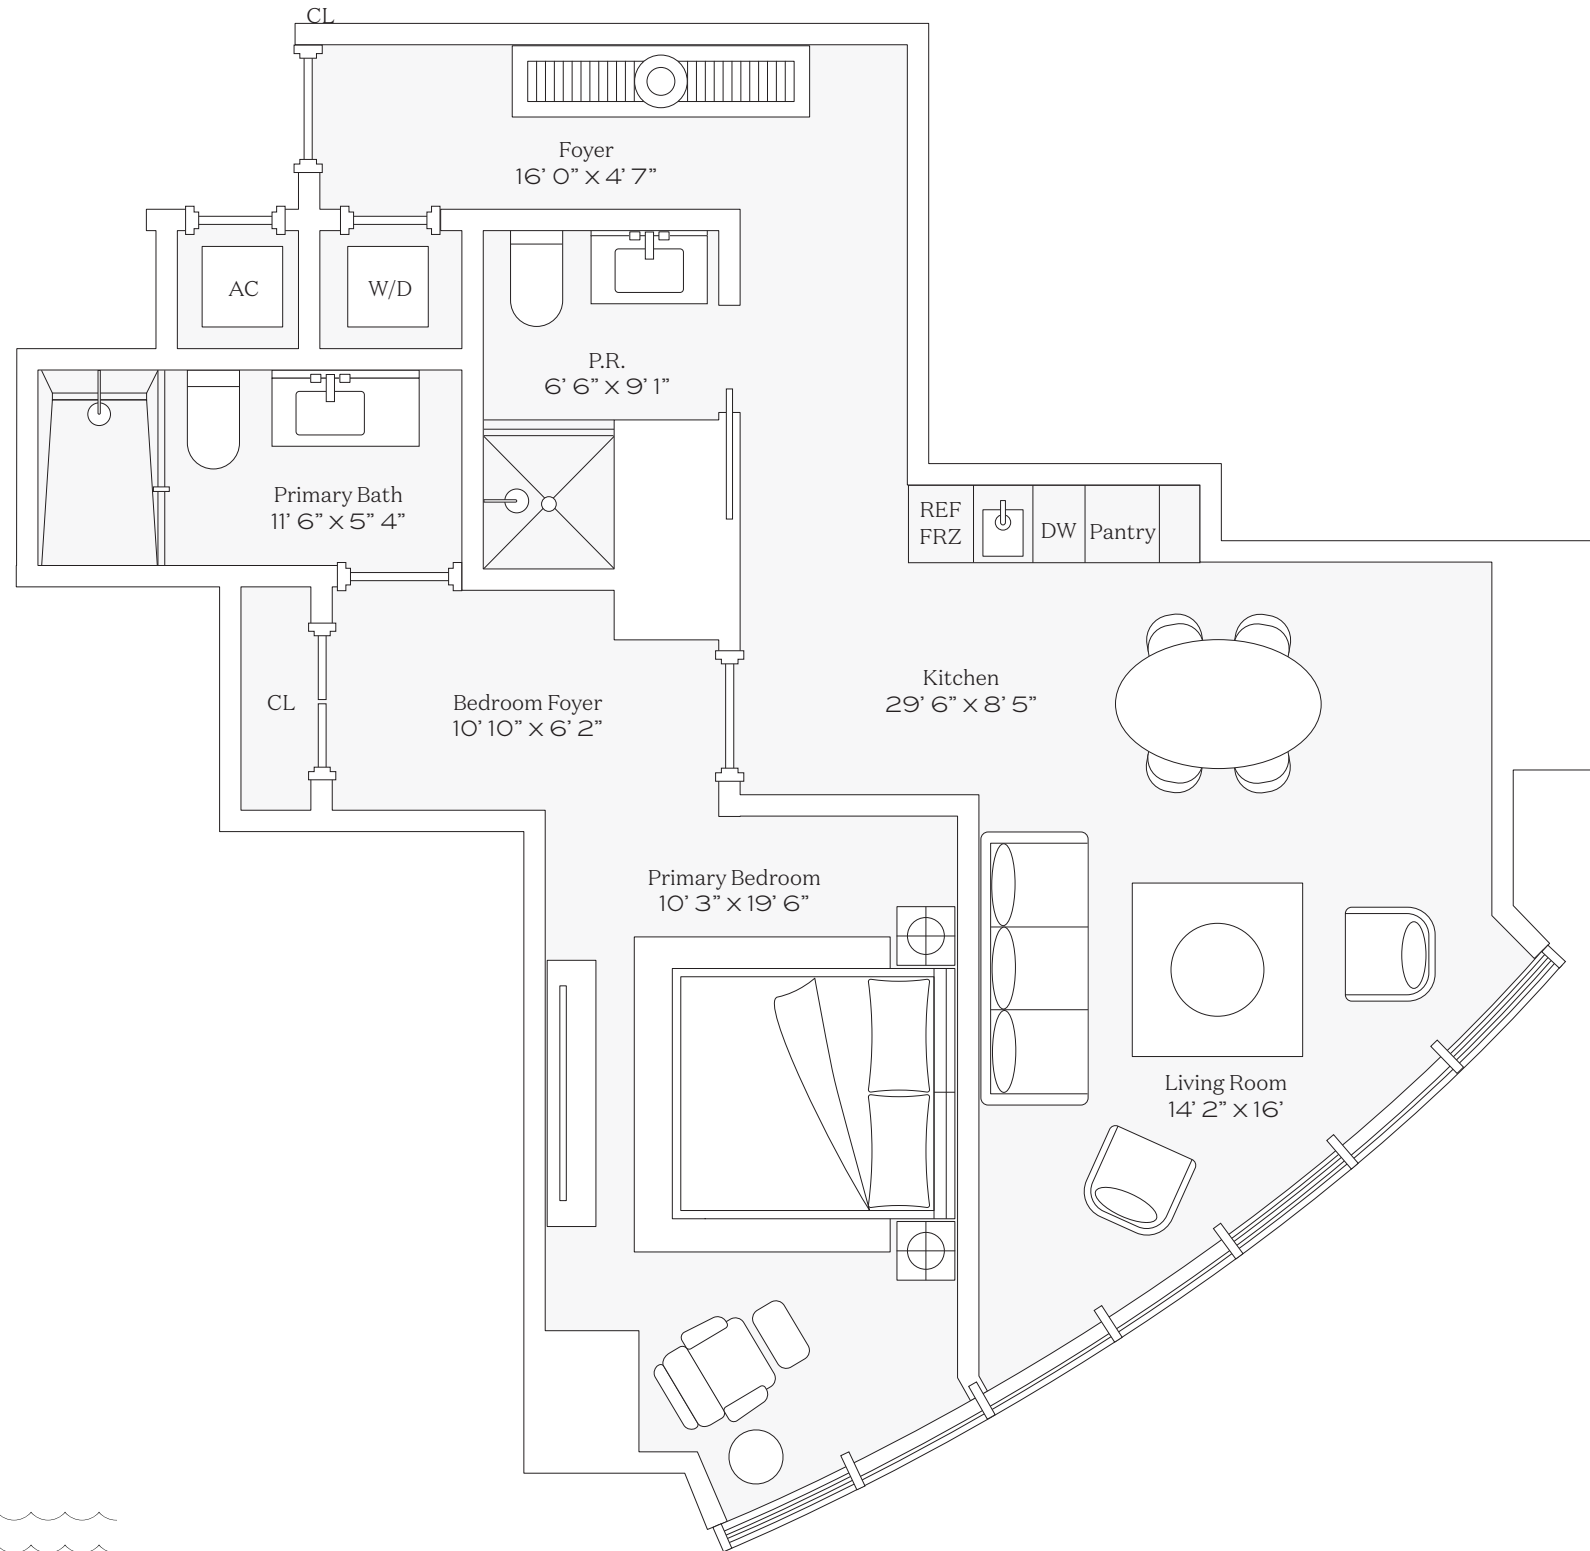 CL
Foyer
16’ 0” X 4’ 7”
AC
W/D
P.R.
6’ 6” X 9’ 1”
Primary Bath
11’ 6” X 5” 4”
REF
FRZ
DW
Pantry
CL
Bedroom Foyer
10’ 10” X 6’ 2”
Kitchen
29’ 6” X 8’ 5”
Primary Bedroom
10’ 3” X 19’ 6”
Living Room
14’ 2” X 16’